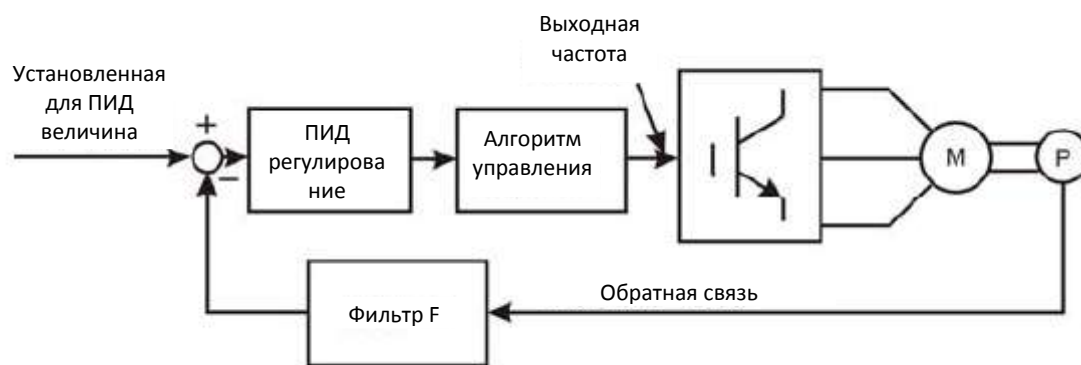 Выходная
частота
Установленная
для ПИД
величина
+
−
ПИД
регулирова
ние
Алгоритм
управления
М
Р
Обратная связь
Фильтр F